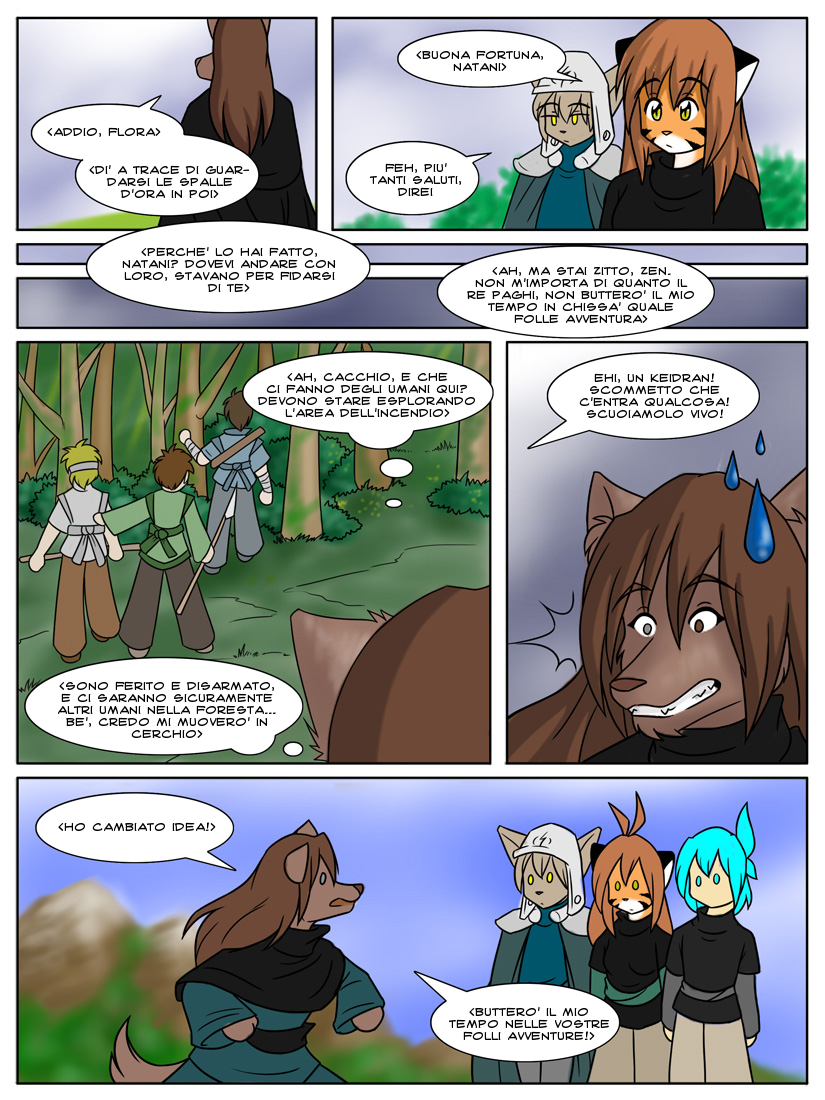 <ADDIO, FLORA>
<DI' A TRACE DI GUAR-
DARSI LE SPALLE
D'ORA IN POI>
<BUONA FORTUNA,
NATANI>
FEH, PIU'
TANTI SALUTI,
DIREI
<PERCHE' LO HAI FATTO,
NATANI? DOVEVI ANDARE CON
LORO, STAVANO PER FIDARSI
DI TE>
<AH, MA STAI ZITTO, ZEN.
NON M'IMPORTA DI QUANTO IL
RE PAGHI, NON BUTTERO' IL MIO
TEMPO IN CHISSA' QUALE
FOLLE AVVENTURA>
<AH, CACCHIO, E CHE
CI FANNO DEGLI UMANI QUI?
DEVONO STARE ESPLORANDO
L'AREA DELL'INCENDIO>
<SONO FERITO E DISARMATO,
E CI SARANNO SICURAMENTE
ALTRI UMANI NELLA FORESTA...
BE', CREDO MI MUOVERO' IN
CERCHIO>
EHI, UN KEIDRAN!
SCOMMETTO CHE
C'ENTRA QUALCOSA!
SCUOIAMOLO VIVO!
<HO CAMBIATO IDEA!>
<BUTTERO' IL MIO
TEMPO NELLE VOSTRE
FOLLI AVVENTURE!>